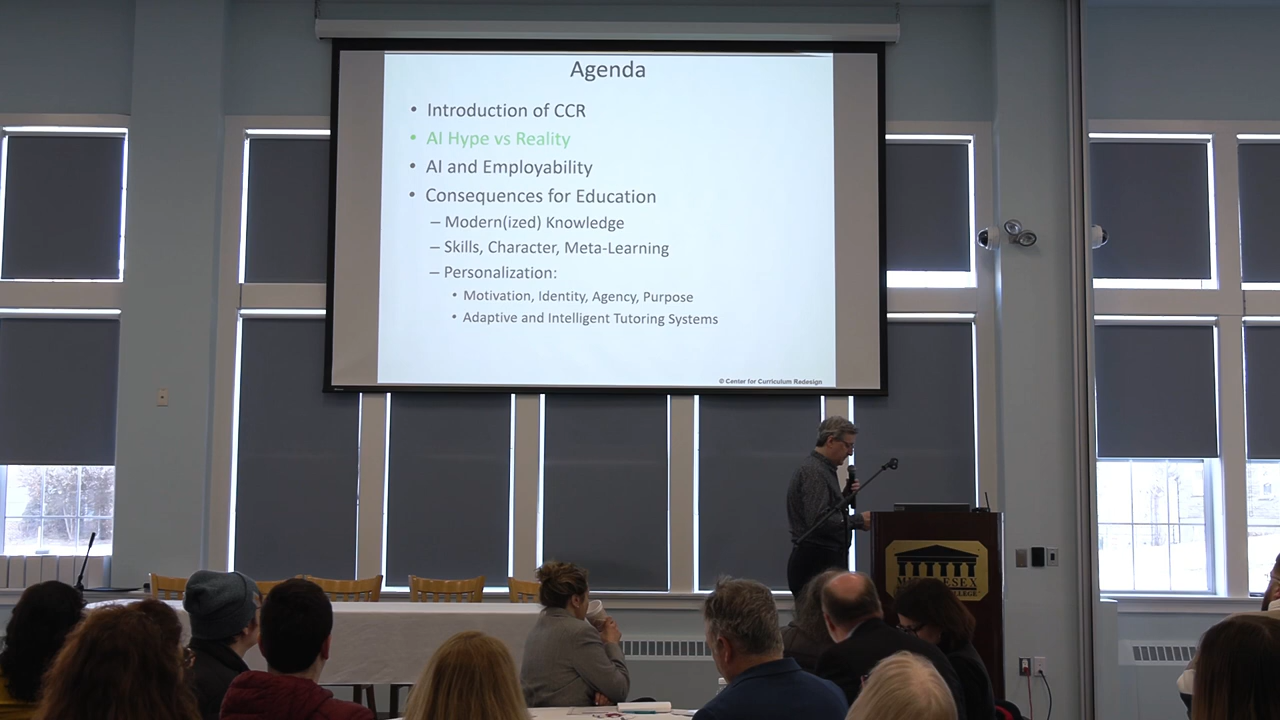 Agenda
• Introduction of CCR
• AI Hype vs Reality
• AI and Employability
• Consequences for Education
– Modern(ized) Knowledge
– Skills, Character, Meta-Learning
– Personalization:
• Motivation, Identity, Agency, Purpose
• Adaptive and Intelligent Tutoring Systems
© Center for Curriculum Redesign